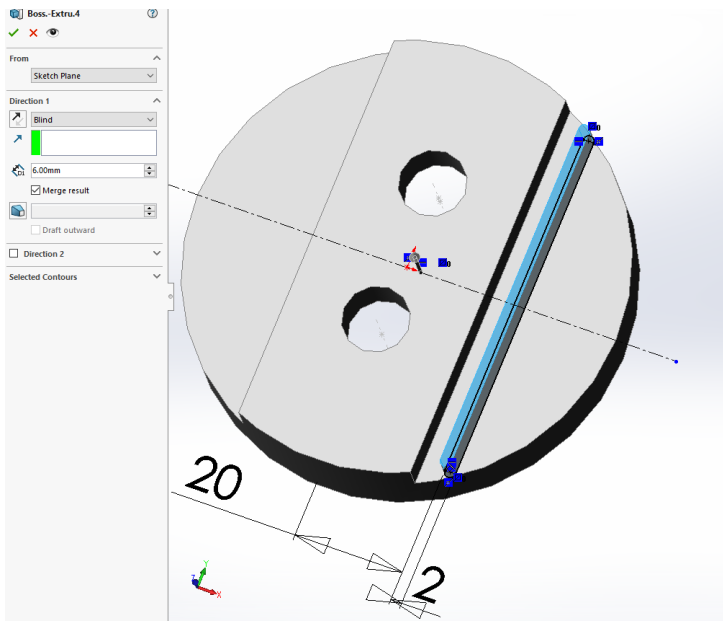 Boss.-Extru.4
From
Sketch Plane
Direction 1
Blind
D1
6.00mm
Merge result
Draft outward
Direction 2
Selected Contours
20
2
Y
Z
X